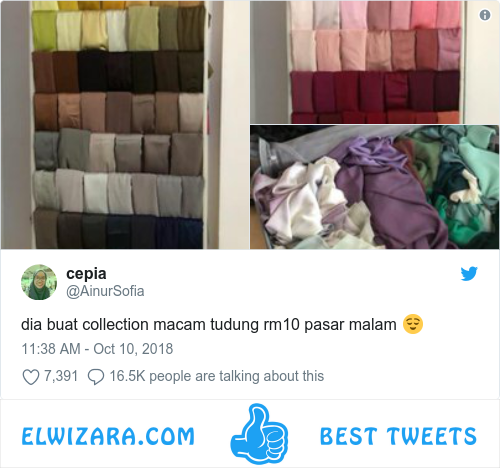 cepia
@AinurSofia
dia buat collection macam tudung rm10 pasar malam 😌
11:38 AM - Oct 10, 2018
7,391 16.5K people are talking about this
ELWIZARA.COM BEST TWEETS